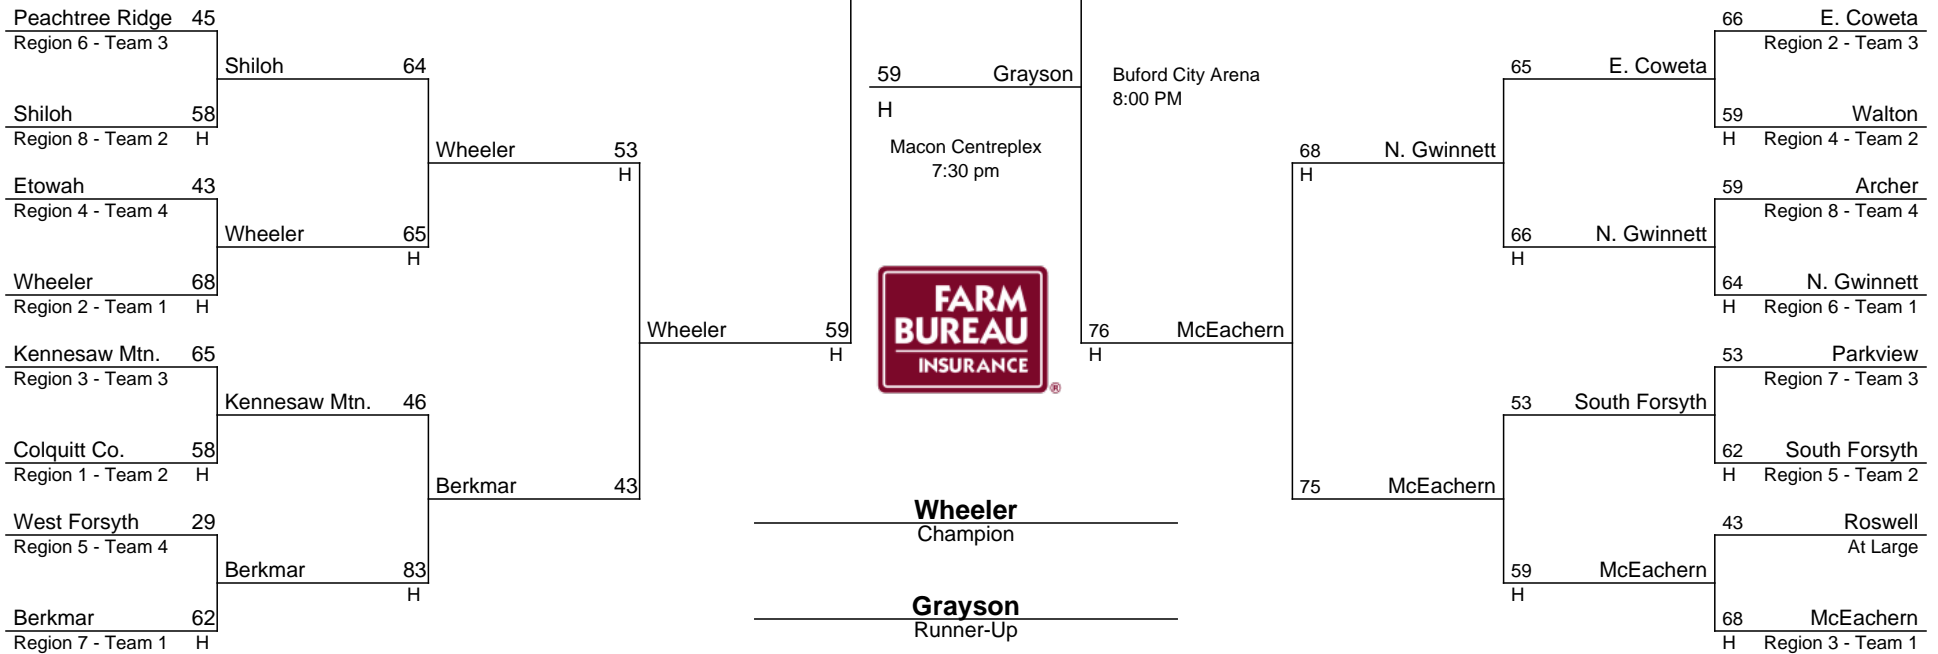 Peachtree Ridge 45
Region 6 - Team 3
Shiloh 64
Shiloh 58
Region 8 - Team 2 H
Wheeler 53
H
Etowah 43
Region 4 - Team 4
Wheeler 65
H
Wheeler 68
Region 2 - Team 1 H
Wheeler 59
H
Kennesaw Mtn. 65
Region 3 - Team 3
Kennesaw Mtn. 46
Colquitt Co. 58
Region 1 - Team 2 H
Berkmar 43
West Forsyth 29
Region 5 - Team 4
Berkmar 83
H
Berkmar 62
Region 7 - Team 1 H
59 Grayson
H
Macon Centreplex
7:30 pm
Buford City Arena
8:00 PM
FARM
BUREAU
INSURANCE
®
Wheeler
Champion
Grayson
Runner-Up
76 McEachern
H
68 N. Gwinnett
H
75 McEachern
65 E. Coweta
66 N. Gwinnett
H
53 South Forsyth
59 McEachern
H
66 E. Coweta
Region 2 - Team 3
59 Walton
H Region 4 - Team 2
59 Archer
Region 8 - Team 4
64 N. Gwinnett
H Region 6 - Team 1
53 Parkview
Region 7 - Team 3
62 South Forsyth
H Region 5 - Team 2
43 Roswell
At Large
68 McEachern
H Region 3 - Team 1